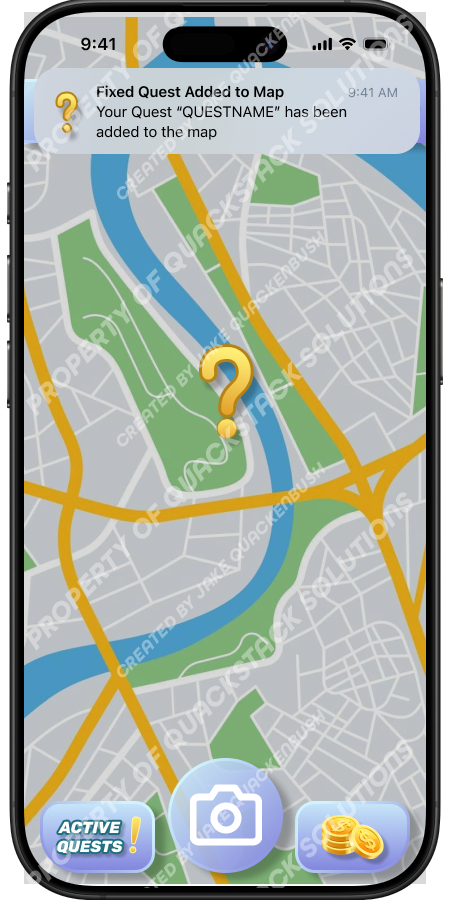 9:41
Fixed Quest Added to Map
9:41 AM
Your Quest “QUESTNAME” has been
added to the map
PROPERTY OF QUACKSTACK SOLUTIONS
CREATED BY JAKE QUACKENBUSH
PROPERTY OF QUACKSTACK SOLUTIONS
CREATED BY JAKE QUACKENBUSH
PROPERTY OF QUACKSTACK SOLUTIONS
CREATED BY JAKE QUACKENBUSH
ACTIVE
QUESTS!